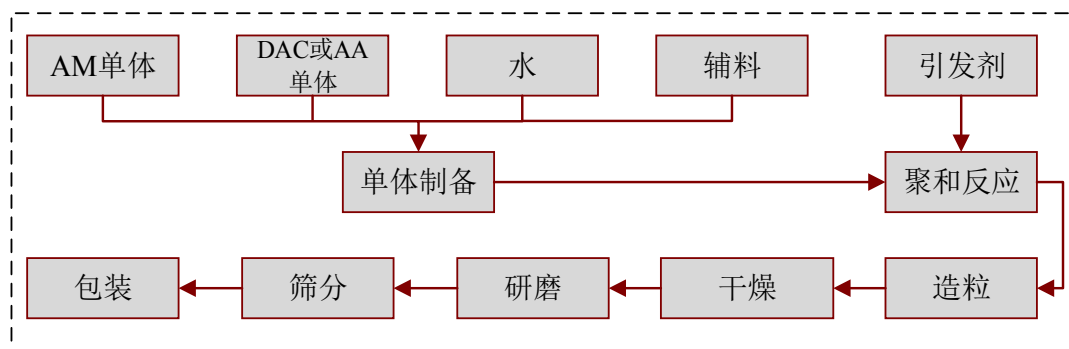 AM单体
DAC或AA
单体
水
辅料
引发剂
单体制备
聚和反应
包装
筛分
研磨
干燥
造粒